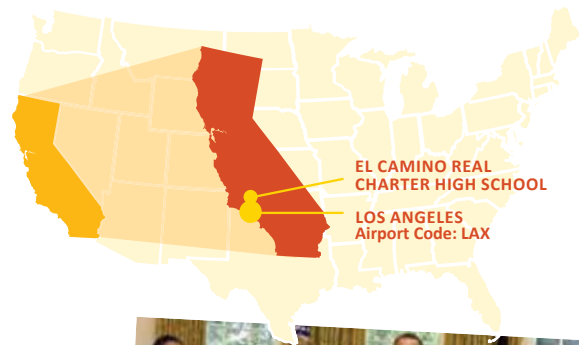 EL CAMINO REAL
CHARTER HIGH SCHOOL
LOS ANGELES
Airport Code: LAX